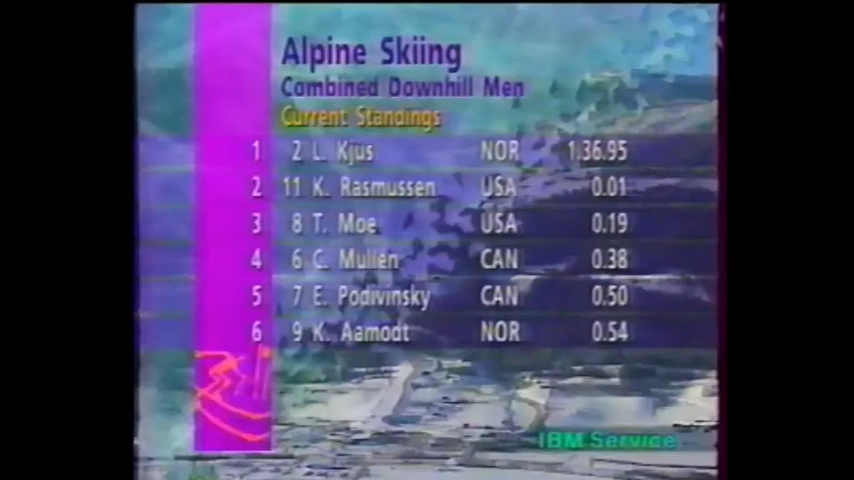 Alpine Skiing
Combined Downhill Men
Current Standings
1 2 L. Kjus NOR 1.36.95
2 11 K. Rasmussen USA 0.01
3 8 T. Moe USA 0.19
4 6 C. Mullen CAN 0.38
5 7 E. Podivinsky CAN 0.50
6 9 K. Aamodt NOR 0.54
IBM Service